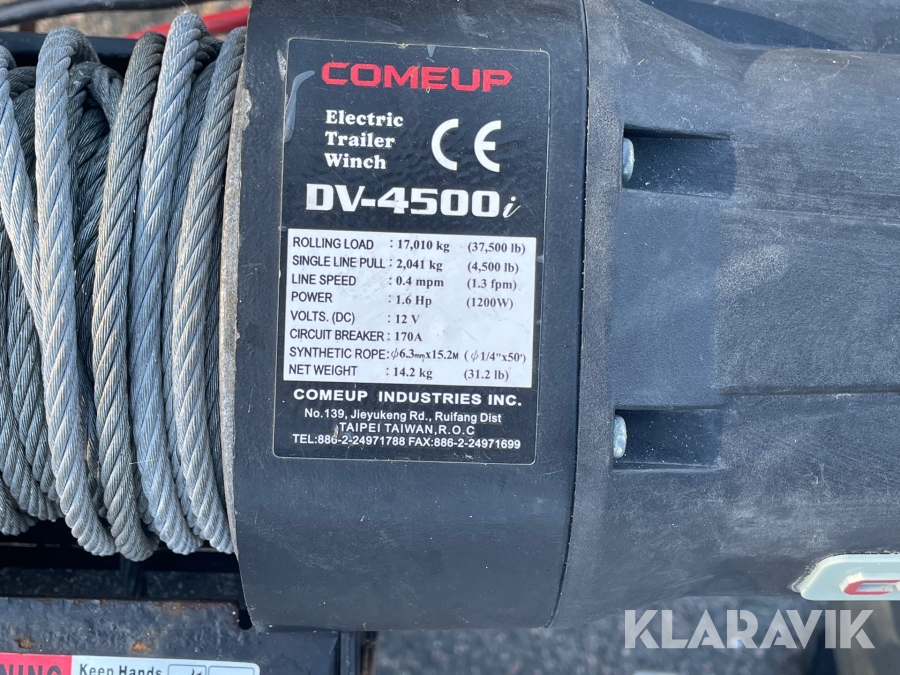 COMEUP
Electric
Trailer
Winch
CE
DV-4500i
ROLLING LOAD : 17,010 kg (37,500 lb)
SINGLE LINE PULL : 2,041 kg (4,500 lb)
LINE SPEED : 0.4 mpm (1.3 fpm)
POWER : 1.6 Hp (1200W)
VOLTS. (DC) : 12 V
CIRCUIT BREAKER : 170A
SYNTHETIC ROPE : ϕ6.3mmx15.2M (ϕ1/4"x50')
NET WEIGHT : 14.2 kg (31.2 lb)
COMEUP INDUSTRIES INC.
No.139, Jieyukeng Rd., Ruifang Dist
TAIPEI TAIWAN,R.O.C
TEL:886-2-24971788 FAX:886-2-24971699
KLARAVIK
Keep Hands